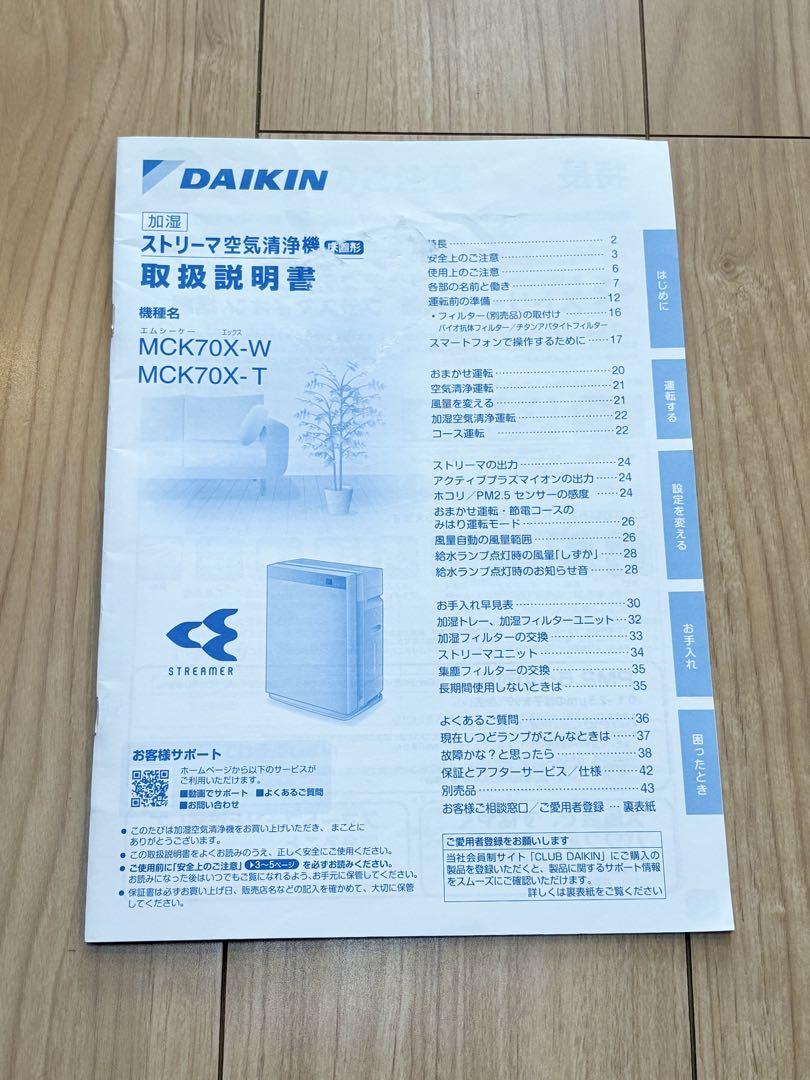 DAIKIN
加湿
ストリーマ空気清浄機 床置形
取扱説明書
機種名
エムシーケー エックス
MCK70X-W
MCK70X-T
STREAMER
お客様サポート
ホームページから以下のサービスが
ご利用いただけます。
■動画でサポート ■よくあるご質問
■お問い合わせ
● このたびは加湿空気清浄機をお買い上げいただき、まことに
ありがとうございます。
● この取扱説明書をよくお読みのうえ、正しく安全にご使用ください。
● ご使用前に「安全上のご注意」 3~5ページ を必ずお読みください。
お読みになった後はいつでもご覧になれるよう、お手元に保管してください。
● 保証書は必ずお買い上げ日、販売店名などの記入を確かめて、大切に保管
してください。
特長 2
安全上のご注意 3
使用上のご注意 6
各部の名前と働き 7
運転前の準備 12
・フィルター(別売品)の取付け 16
バイオ抗体フィルター/チタンアパタイトフィルター
スマートフォンで操作するために 17
はじめに
おまかせ運転 20
空気清浄運転 21
風量を変える 21
加湿空気清浄運転 22
コース運転 22
運転する
ストリーマの出力 24
アクティブプラズマイオンの出力 24
ホコリ/PM2.5 センサーの感度 24
おまかせ運転・節電コースの
みはり運転モード 26
風量自動の風量範囲 26
給水ランプ点灯時の風量「しずか」 28
給水ランプ点灯時のお知らせ音 28
設定を変える
お手入れ早見表 30
加湿トレー、加湿フィルターユニット 32
加湿フィルターの交換 33
ストリーマユニット 34
集塵フィルターの交換 35
長期間使用しないときは 35
お手入れ
よくあるご質問 36
現在しつどランプがこんなときは 37
故障かな?と思ったら 38
保証とアフターサービス/仕様 42
別売品 43
お客様ご相談窓口/ご愛用者登録 … 裏表紙
困ったとき
ご愛用者登録をお願いします
当社会員制サイト「CLUB DAIKIN」にご購入の
製品を登録いただくと、製品に関するサポート情報
をスムーズにご確認いただけます。
詳しくは裏表紙をご覧ください